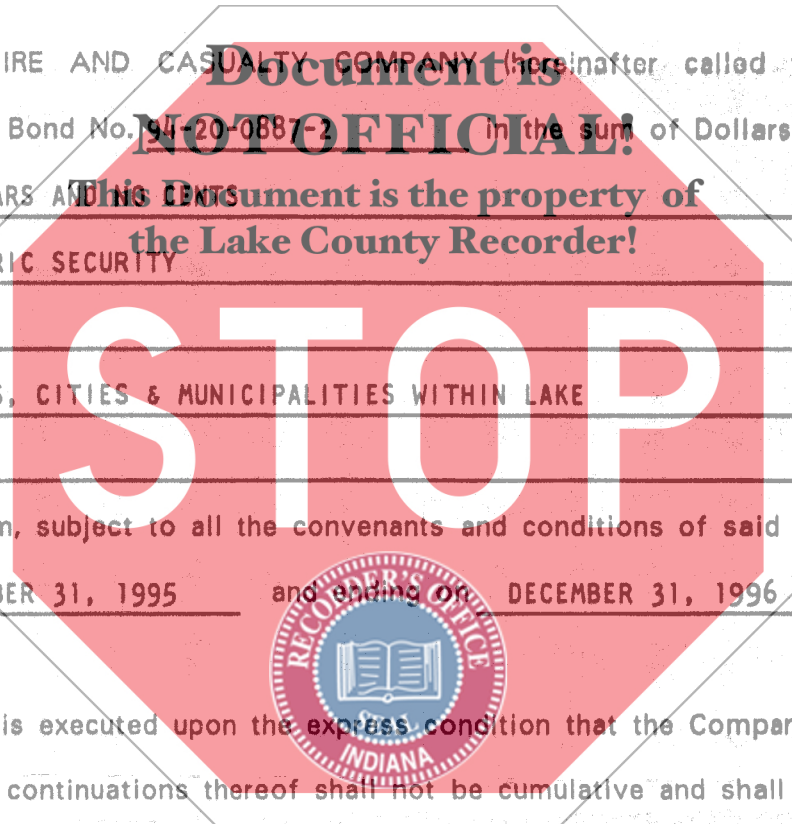 IRE AND CASUALTY COMPANY (hereinafter called
Document is
Bond No. 94-20-0887-2 in the sum of Dollars
NOT OFFICIAL!
ARS AND NO CENTS
This Document is the property of
the Lake County Recorder!
RIC SECURITY
STOP
S, CITIES & MUNICIPALITIES WITHIN LAKE
n, subject to all the convenants and conditions of said
BER 31, 1995 and ending on DECEMBER 31, 1996
RECORDER'S OFFICE
SEAL
INDIANA
is executed upon the express condition that the Compan
continuations thereof shall not be cumulative and shall